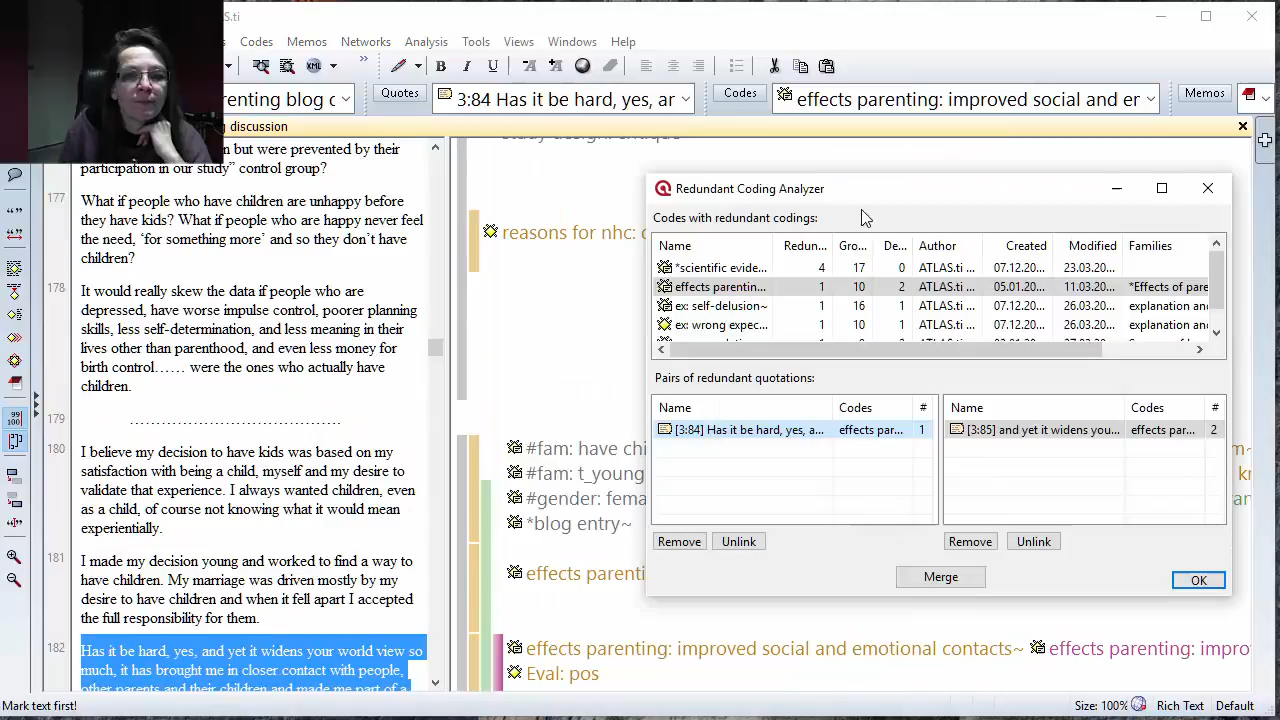 S.ti
Codes Memos Networks Analysis Tools Views Windows Help
XML B I U A A
enting blog c Quotes 3:84 Has it be hard, yes, ar Codes effects parenting: improved social and er Memos
g discussion
n but were prevented by their
participation in our study" control group?
177 What if people who have children are unhappy before
they have kids? What if people who are happy never feel
the need, 'for something more' and so they don't have
children?
178 It would really skew the data if people who are
depressed, have worse impulse control, poorer planning
skills, less self-determination, and less meaning in their
lives other than parenthood, and even less money for
birth control…… were the ones who actually have
children.
179 ……………………………………
180 I believe my decision to have kids was based on my
satisfaction with being a child, myself and my desire to
validate that experience. I always wanted children, even
as a child, of course not knowing what it would mean
experientially.
181 I made my decision young and worked to find a way to
have children. My marriage was driven mostly by my
desire to have children and when it fell apart I accepted
the full responsibility for them.
182 Has it be hard, yes, and yet it widens your world view so
much, it has brought me in closer contact with people,
other parents and their children and made me part of a
study design: critique
reasons for nhc: c
#fam: have chi
#fam: t_young
#gender: fema
*blog entry~
effects parenti
effects parenting: improved social and emotional contacts~ effects parenting: impro
Eval: pos
Redundant Coding Analyzer
Codes with redundant codings:
Name Redun... Gro... De... Author Created Modified Families
*scientific evide... 4 17 0 ATLAS.ti ... 07.12.20... 23.03.20...
effects parentin... 1 10 2 ATLAS.ti ... 05.01.20... 11.03.20... *Effects of pare
ex: self-delusion~ 1 16 1 ATLAS.ti ... 07.12.20... 26.03.20... explanation and
ex: wrong expec... 1 10 1 ATLAS.ti ... 07.12.20... 26.03.20... explanation and
Pairs of redundant quotations:
Name Codes # Name Codes #
[3:84] Has it be hard, yes, a... effects par... 1 [3:85] and yet it widens you... effects par... 2
Remove Unlink Remove Unlink
Merge
OK
Mark text first! Size: 100% Rich Text Default